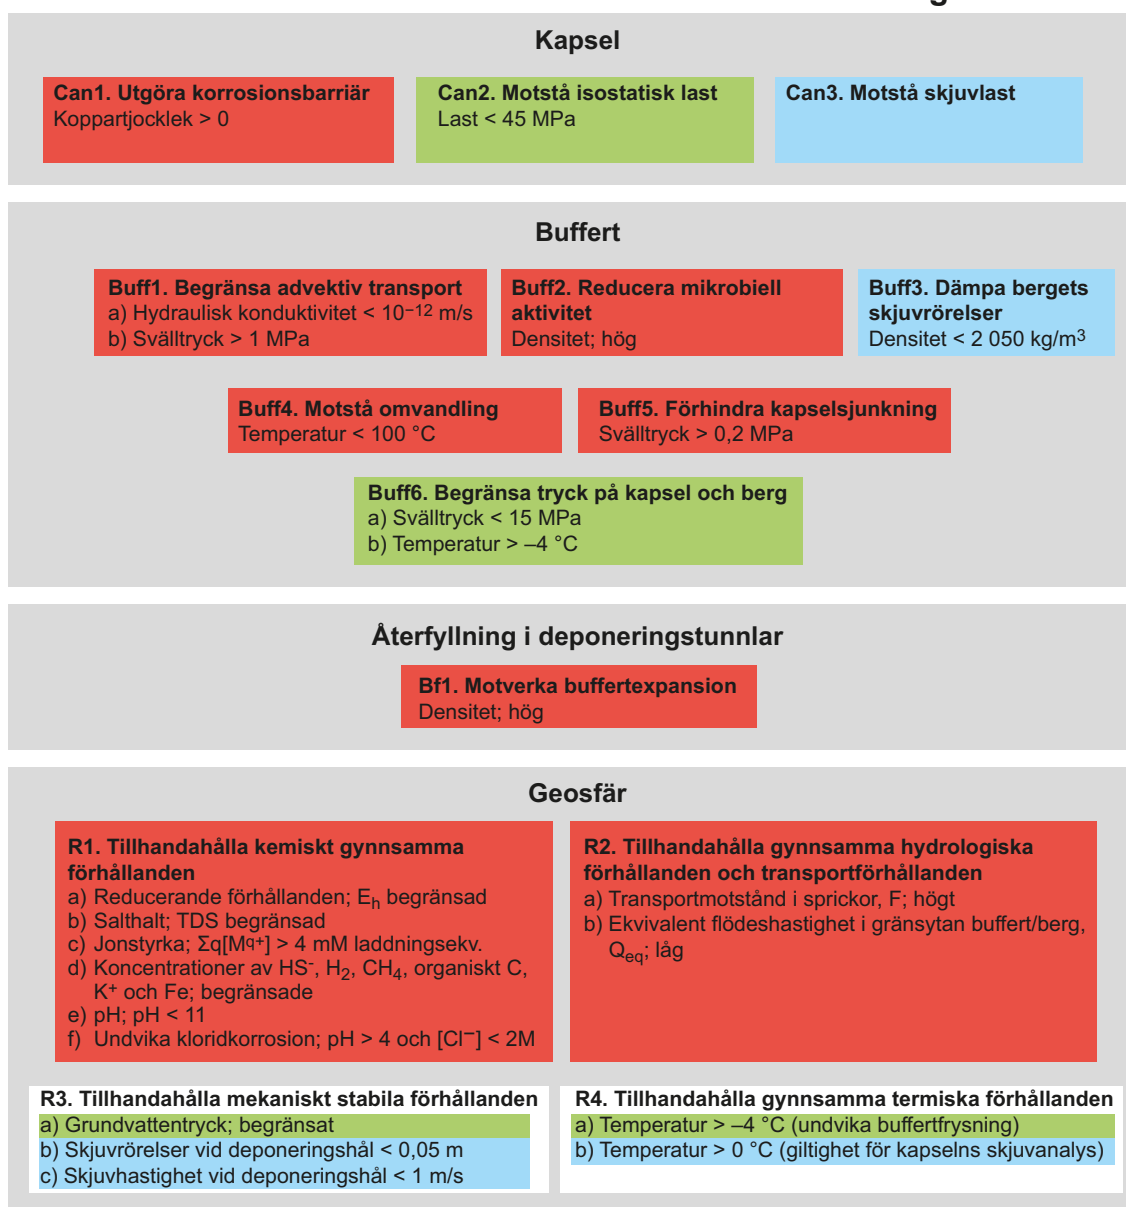 Kapsel
Can1. Utgöra korrosionsbarriär
Koppartjocklek > 0
Can2. Motstå isostatisk last
Last < 45 MPa
Can3. Motstå skjuvlast
Buffert
Buff1. Begränsa advektiv transport
a) Hydraulisk konduktivitet < 10⁻¹² m/s
b) Svälltryck > 1 MPa
Buff2. Reducera mikrobiell
aktivitet
Densitet; hög
Buff3. Dämpa bergets
skjuvrörelser
Densitet < 2 050 kg/m³
Buff4. Motstå omvandling
Temperatur < 100 °C
Buff5. Förhindra kapselsjunkning
Svälltryck > 0,2 MPa
Buff6. Begränsa tryck på kapsel och berg
a) Svälltryck < 15 MPa
b) Temperatur > –4 °C
Återfyllning i deponeringstunnlar
Bf1. Motverka buffertexpansion
Densitet; hög
Geosfär
R1. Tillhandahålla kemiskt gynnsamma
förhållanden
a) Reducerande förhållanden; Eₕ begränsad
b) Salthalt; TDS begränsad
c) Jonstyrka; Σq[M^q+] > 4 mM laddningsekv.
d) Koncentrationer av HS⁻, H₂, CH₄, organiskt C,
K⁺ och Fe; begränsade
e) pH; pH < 11
f) Undvika kloridkorrosion; pH > 4 och [Cl⁻] < 2M
R2. Tillhandahålla gynnsamma hydrologiska
förhållanden och transportförhållanden
a) Transportmotstånd i sprickor, F; högt
b) Ekvivalent flödeshastighet i gränsytan buffert/berg,
Q_eq; låg
R3. Tillhandahålla mekaniskt stabila förhållanden
a) Grundvattentryck; begränsat
b) Skjuvrörelser vid deponeringshål < 0,05 m
c) Skjuvhastighet vid deponeringshål < 1 m/s
R4. Tillhandahålla gynnsamma termiska förhållanden
a) Temperatur > –4 °C (undvika buffertfrysning)
b) Temperatur > 0 °C (giltighet för kapselns skjuvanalys)